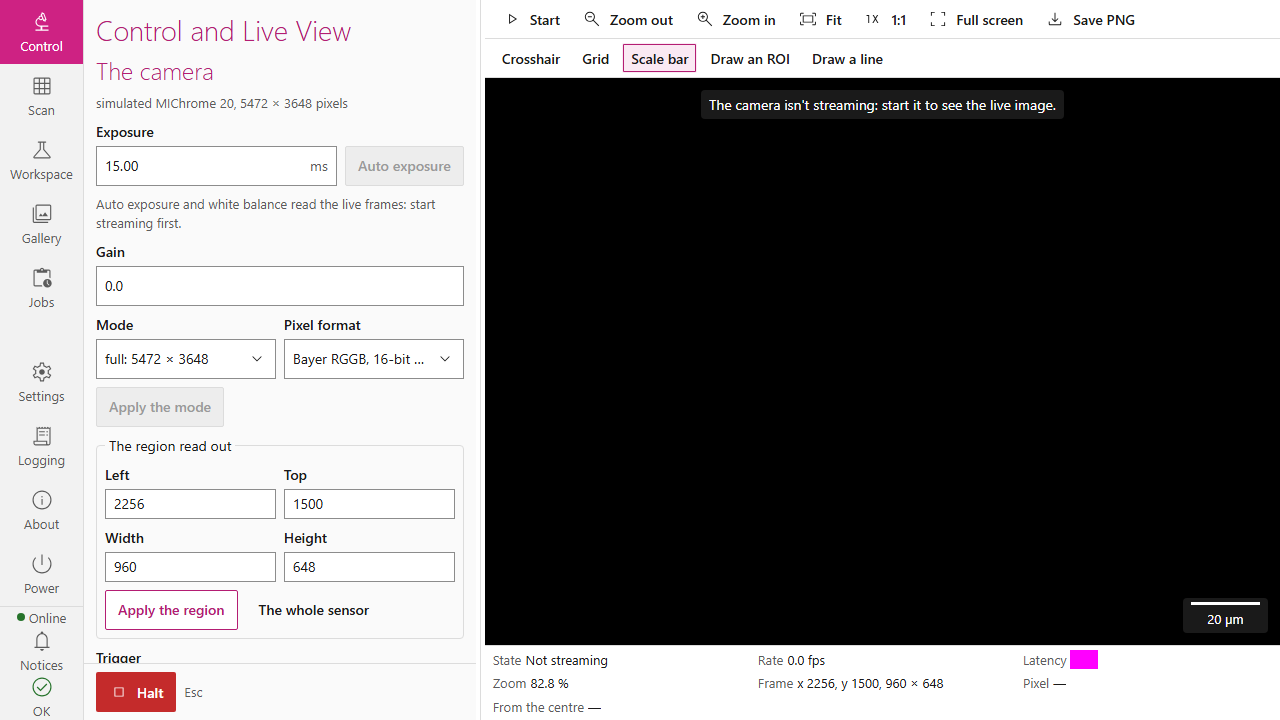 Control
Scan
Workspace
Gallery
Jobs
Settings
Logging
About
Power
Online
Notices
OK
Control and Live View
The camera
simulated MIChrome 20, 5472 × 3648 pixels
Exposure
15.00 ms
Auto exposure
Auto exposure and white balance read the live frames: start
streaming first.
Gain
0.0
Mode
Pixel format
full: 5472 × 3648
Bayer RGGB, 16-bit ...
Apply the mode
The region read out
Left
Top
2256
1500
Width
Height
960
648
Apply the region
The whole sensor
Trigger
Halt
Esc
Start
Zoom out
Zoom in
Fit
1X 1:1
Full screen
Save PNG
Crosshair
Grid
Scale bar
Draw an ROI
Draw a line
The camera isn't streaming: start it to see the live image.
20 µm
State Not streaming
Rate 0.0 fps
Latency
Zoom 82.8 %
Frame x 2256, y 1500, 960 × 648
Pixel —
From the centre —